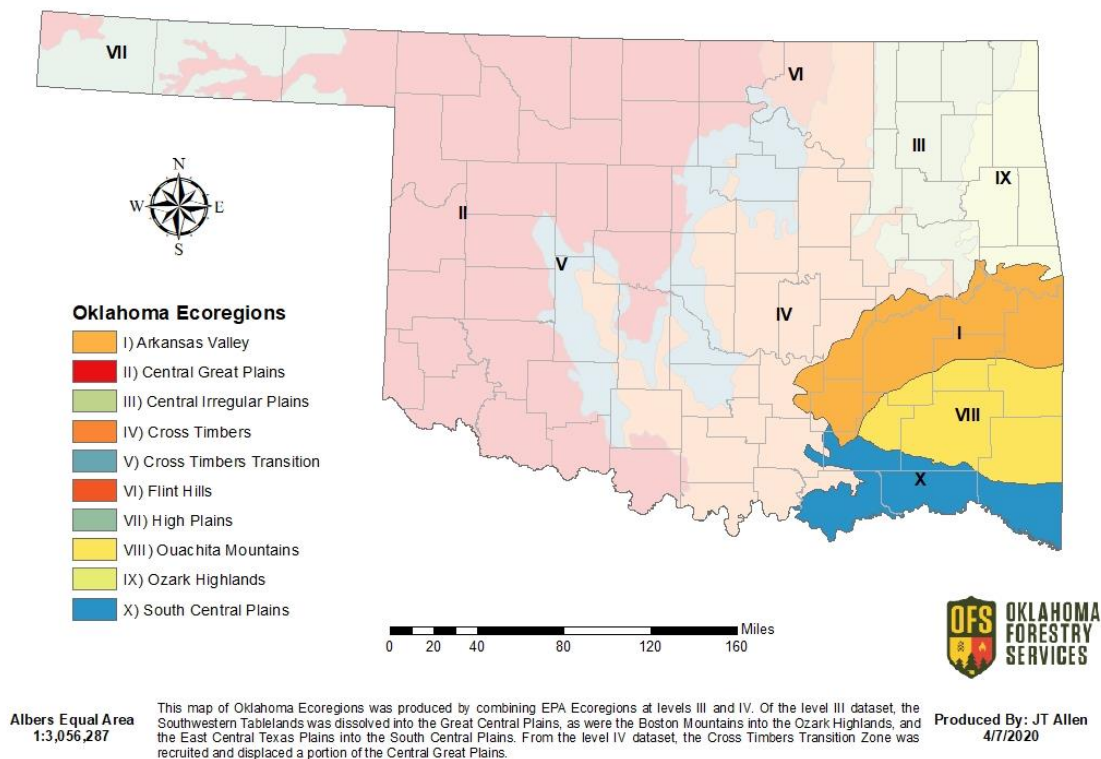 VII
VI
III
IX
II
V
IV
I
VIII
X
N
W E
S
Oklahoma Ecoregions
I) Arkansas Valley
II) Central Great Plains
III) Central Irregular Plains
IV) Cross Timbers
V) Cross Timbers Transition
VI) Flint Hills
VII) High Plains
VIII) Ouachita Mountains
IX) Ozark Highlands
X) South Central Plains
Miles
0 20 40 80 120 160
OFS
OKLAHOMA
FORESTRY
SERVICES
Albers Equal Area
1:3,056,287
This map of Oklahoma Ecoregions was produced by combining EPA Ecoregions at levels III and IV. Of the level III dataset, the
Southwestern Tablelands was dissolved into the Great Central Plains, as were the Boston Mountains into the Ozark Highlands, and
the East Central Texas Plains into the South Central Plains. From the level IV dataset, the Cross Timbers Transition Zone was
recruited and displaced a portion of the Central Great Plains.
Produced By: JT Allen
4/7/2020